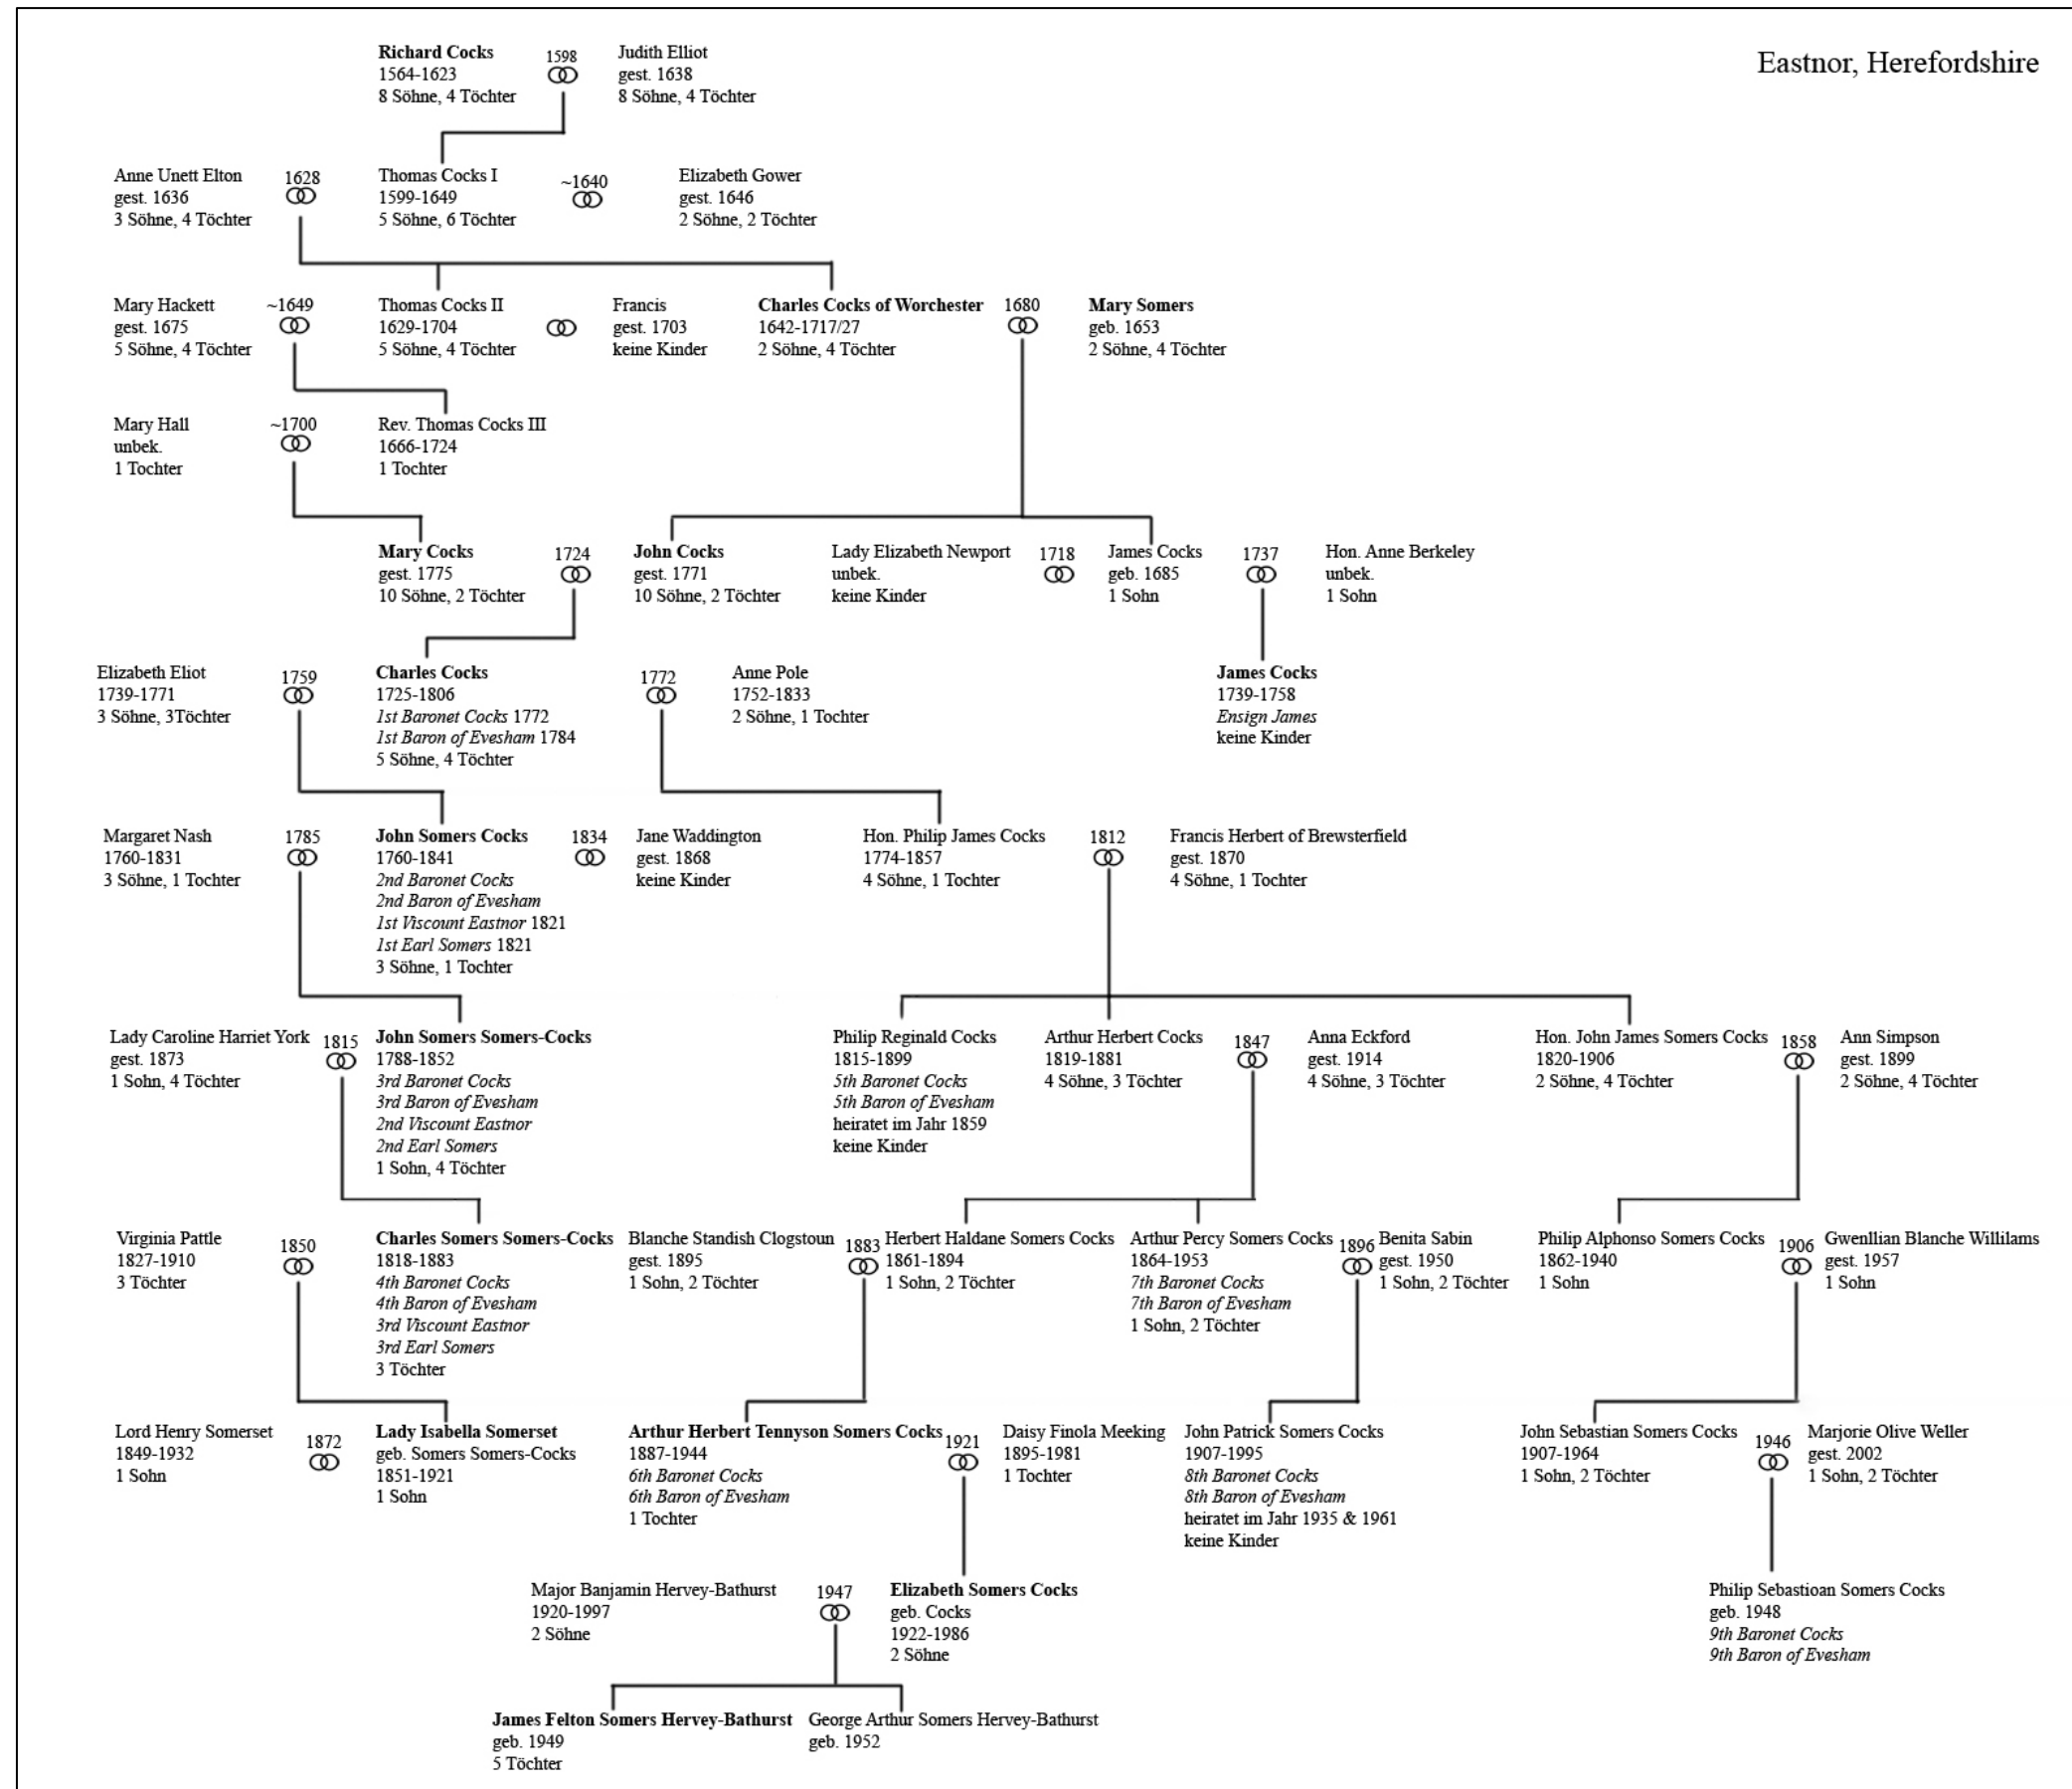 Eastnor, Herefordshire
Richard Cocks
1564-1623
8 Söhne, 4 Töchter
1598
Judith Elliot
gest. 1638
8 Söhne, 4 Töchter
Anne Unett Elton
gest. 1636
3 Söhne, 4 Töchter
1628
Thomas Cocks I
1599-1649
5 Söhne, 6 Töchter
~1640
Elizabeth Gower
gest. 1646
2 Söhne, 2 Töchter
Mary Hackett
gest. 1675
5 Söhne, 4 Töchter
~1649
Thomas Cocks II
1629-1704
5 Söhne, 4 Töchter
Francis
gest. 1703
keine Kinder
Charles Cocks of Worchester
1642-1717/27
2 Söhne, 4 Töchter
1680
Mary Somers
geb. 1653
2 Söhne, 4 Töchter
Mary Hall
unbek.
1 Tochter
~1700
Rev. Thomas Cocks III
1666-1724
1 Tochter
Mary Cocks
gest. 1775
10 Söhne, 2 Töchter
1724
John Cocks
gest. 1771
10 Söhne, 2 Töchter
Lady Elizabeth Newport
unbek.
keine Kinder
1718
James Cocks
geb. 1685
1 Sohn
1737
Hon. Anne Berkeley
unbek.
1 Sohn
Elizabeth Eliot
1739-1771
3 Söhne, 3Töchter
1759
Charles Cocks
1725-1806
1st Baronet Cocks 1772
1st Baron of Evesham 1784
5 Söhne, 4 Töchter
1772
Anne Pole
1752-1833
2 Söhne, 1 Tochter
James Cocks
1739-1758
Ensign James
keine Kinder
Margaret Nash
1760-1831
3 Söhne, 1 Tochter
1785
John Somers Cocks
1760-1841
2nd Baronet Cocks
2nd Baron of Evesham
1st Viscount Eastnor 1821
1st Earl Somers 1821
3 Söhne, 1 Tochter
1834
Jane Waddington
gest. 1868
keine Kinder
Hon. Philip James Cocks
1774-1857
4 Söhne, 1 Tochter
1812
Francis Herbert of Brewsterfield
gest. 1870
4 Söhne, 1 Tochter
Lady Caroline Harriet York
gest. 1873
1 Sohn, 4 Töchter
1815
John Somers Somers-Cocks
1788-1852
3rd Baronet Cocks
3rd Baron of Evesham
2nd Viscount Eastnor
2nd Earl Somers
1 Sohn, 4 Töchter
Philip Reginald Cocks
1815-1899
5th Baronet Cocks
5th Baron of Evesham
heiratet im Jahr 1859
keine Kinder
Arthur Herbert Cocks
1819-1881
4 Söhne, 3 Töchter
1847
Anna Eckford
gest. 1914
4 Söhne, 3 Töchter
Hon. John James Somers Cocks
1820-1906
2 Söhne, 4 Töchter
1858
Ann Simpson
gest. 1899
2 Söhne, 4 Töchter
Virginia Pattle
1827-1910
3 Töchter
1850
Charles Somers Somers-Cocks
1818-1883
4th Baronet Cocks
4th Baron of Evesham
3rd Viscount Eastnor
3rd Earl Somers
3 Töchter
Blanche Standish Clogstoun
gest. 1895
1 Sohn, 2 Töchter
1883
Herbert Haldane Somers Cocks
1861-1894
1 Sohn, 2 Töchter
Arthur Percy Somers Cocks
1864-1953
7th Baronet Cocks
7th Baron of Evesham
1 Sohn, 2 Töchter
1896
Benita Sabin
gest. 1950
1 Sohn, 2 Töchter
Philip Alphonso Somers Cocks
1862-1940
1 Sohn
1906
Gwenllian Blanche Willilams
gest. 1957
1 Sohn
Lord Henry Somerset
1849-1932
1 Sohn
1872
Lady Isabella Somerset
geb. Somers Somers-Cocks
1851-1921
1 Sohn
Arthur Herbert Tennyson Somers Cocks
1887-1944
6th Baronet Cocks
6th Baron of Evesham
1 Tochter
1921
Daisy Finola Meeking
1895-1981
1 Tochter
John Patrick Somers Cocks
1907-1995
8th Baronet Cocks
8th Baron of Evesham
heiratet im Jahr 1935 & 1961
keine Kinder
John Sebastian Somers Cocks
1907-1964
1 Sohn, 2 Töchter
1946
Marjorie Olive Weller
gest. 2002
1 Sohn, 2 Töchter
Major Banjamin Hervey-Bathurst
1920-1997
2 Söhne
1947
Elizabeth Somers Cocks
geb. Cocks
1922-1986
2 Söhne
Philip Sebastioan Somers Cocks
geb. 1948
9th Baronet Cocks
9th Baron of Evesham
James Felton Somers Hervey-Bathurst
geb. 1949
5 Töchter
George Arthur Somers Hervey-Bathurst
geb. 1952